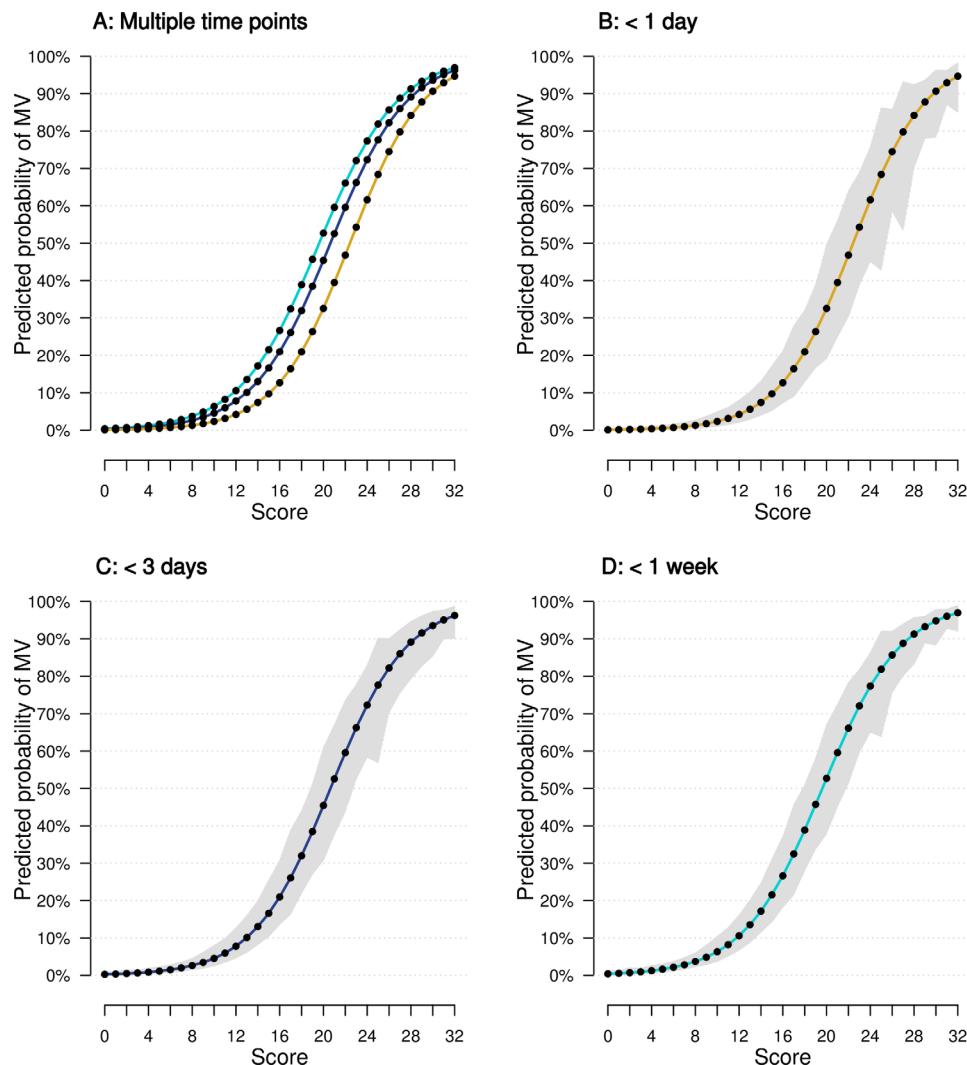 A: Multiple time points
Predicted probability of MV
100%
90%
80%
70%
60%
50%
40%
30%
20%
10%
0%
0 4 8 12 16 20 24 28 32
Score
B: < 1 day
Predicted probability of MV
100%
90%
80%
70%
60%
50%
40%
30%
20%
10%
0%
0 4 8 12 16 20 24 28 32
Score
C: < 3 days
Predicted probability of MV
100%
90%
80%
70%
60%
50%
40%
30%
20%
10%
0%
0 4 8 12 16 20 24 28 32
Score
D: < 1 week
Predicted probability of MV
100%
90%
80%
70%
60%
50%
40%
30%
20%
10%
0%
0 4 8 12 16 20 24 28 32
Score